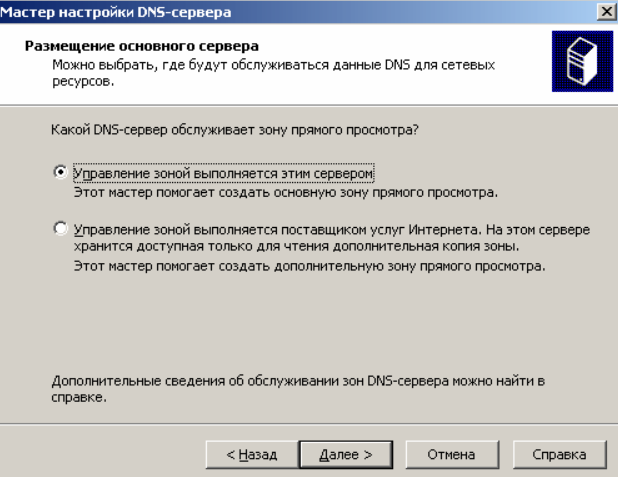 Мастер настройки DNS-сервера
Размещение основного сервера
Можно выбрать, где будут обслуживаться данные DNS для сетевых
ресурсов.
Какой DNS-сервер обслуживает зону прямого просмотра?
Управление зоной выполняется этим сервером
Этот мастер помогает создать основную зону прямого просмотра.
Управление зоной выполняется поставщиком услуг Интернета. На этом сервере
хранится доступная только для чтения дополнительная копия зоны.
Этот мастер помогает создать дополнительную зону прямого просмотра.
Дополнительные сведения об обслуживании зон DNS-сервера можно найти в
справке.
< Назад Далее > Отмена Справка